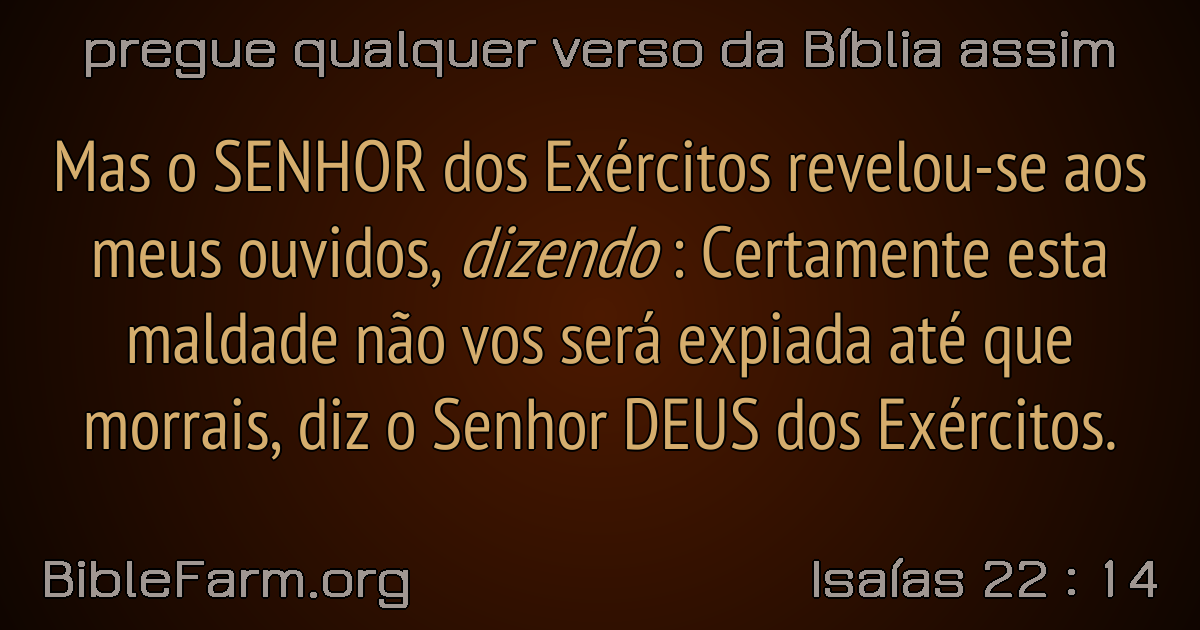 pregue qualquer verso da Bíblia assim
Mas o SENHOR dos Exércitos revelou-se aos
meus ouvidos, dizendo : Certamente esta
maldade não vos será expiada até que
morrais, diz o Senhor DEUS dos Exércitos.
BibleFarm.org
Isaías 22 : 14